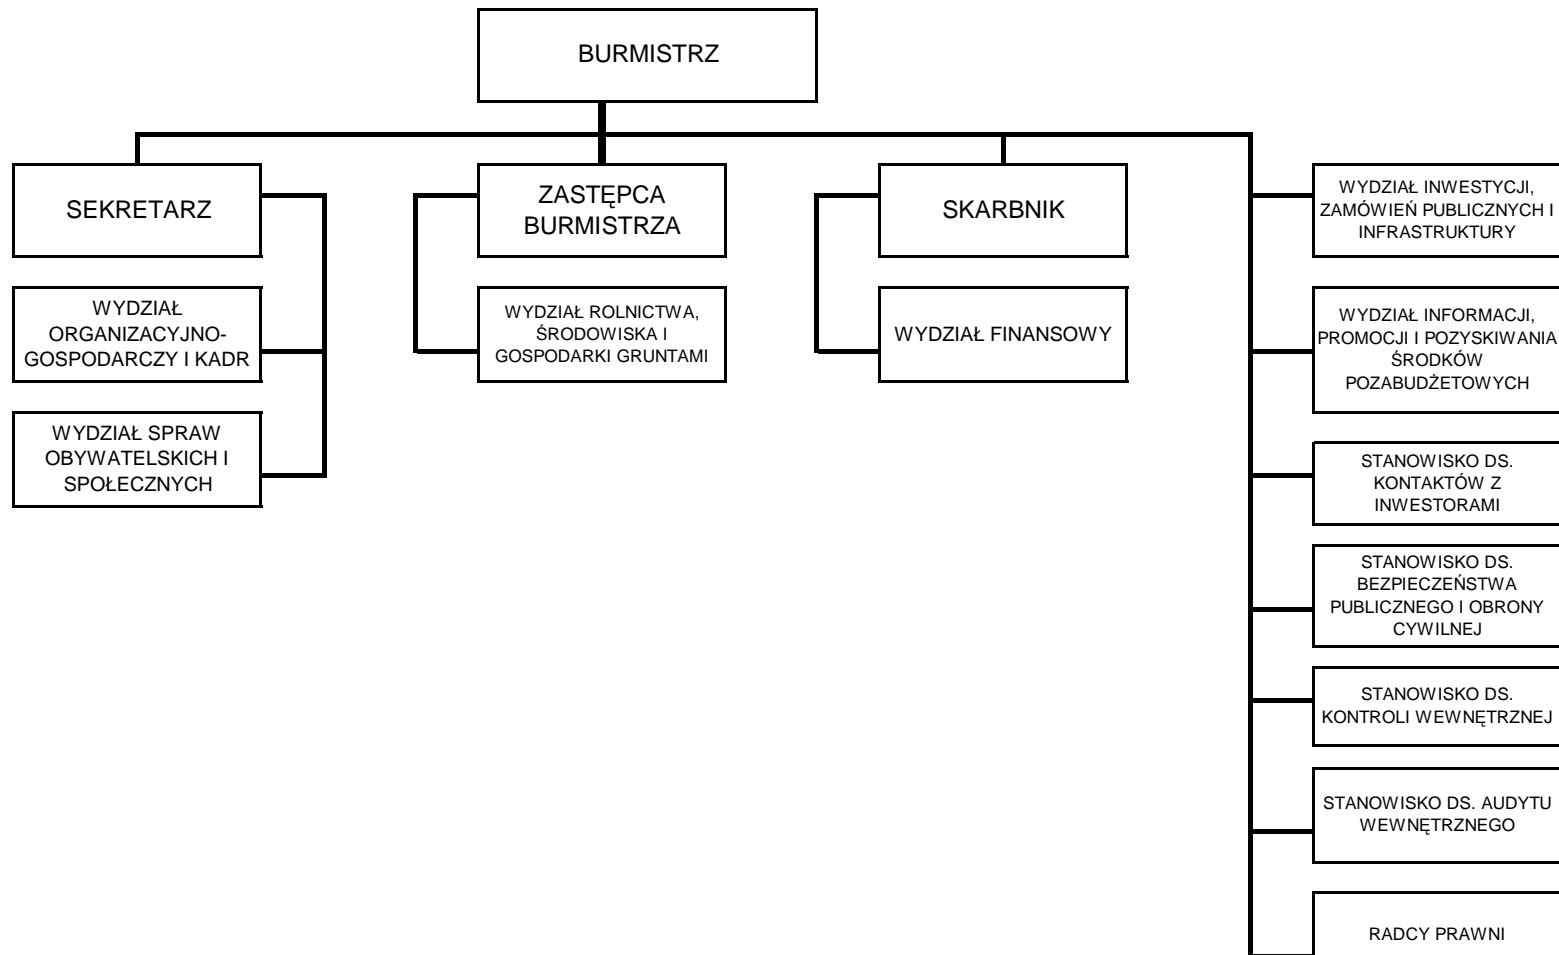 BURMISTRZ
SEKRETARZ
ZASTĘPCA
BURMISTRZA
SKARBNIK
WYDZIAŁ INWESTYCJI,
ZAMÓWIEŃ PUBLICZNYCH I
INFRASTRUKTURY
WYDZIAŁ
ORGANIZACYJNO-
GOSPODARCZY I KADR
WYDZIAŁ ROLNICTWA,
ŚRODOWISKA I
GOSPODARKI GRUNTAMI
WYDZIAŁ FINANSOWY
WYDZIAŁ INFORMACJI,
PROMOCJI I POZYSKIWANIA
ŚRODKÓW
POZABUDŻETOWYCH
WYDZIAŁ SPRAW
OBYWATELSKICH I
SPOŁECZNYCH
STANOWISKO DS.
KONTAKTÓW Z
INWESTORAMI
STANOWISKO DS.
BEZPIECZEŃSTWA
PUBLICZNEGO I OBRONY
CYWILNEJ
STANOWISKO DS.
KONTROLI WEWNĘTRZNEJ
STANOWISKO DS. AUDYTU
WEWNĘTRZNEGO
RADCY PRAWNI